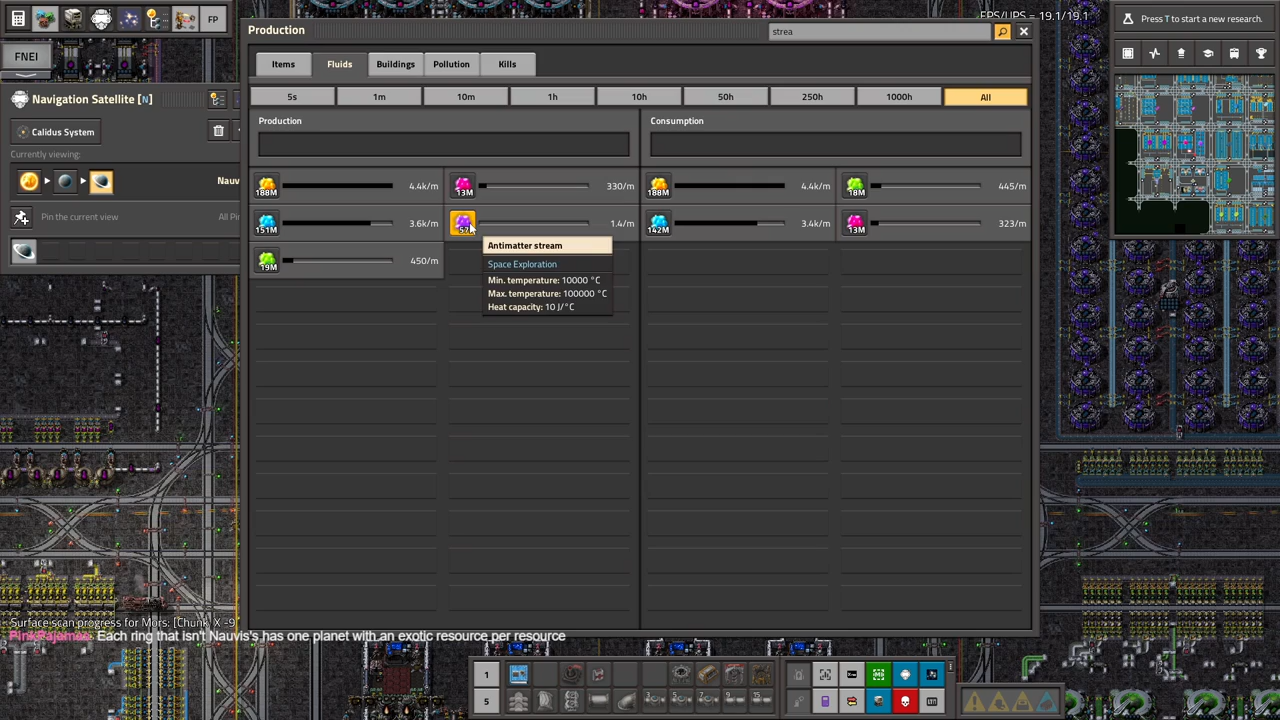 FP
FNEI
Navigation Satellite [N]
Calidus System
Currently viewing:
Nauv
Pin the current view
All Pin
Production
strea
FPS/UPS = 19.1/19.1
Press T to start a new research.
Items
Fluids
Buildings
Pollution
Kills
5s
1m
10m
1h
10h
50h
250h
1000h
All
Production
Consumption
188M
4.4k/m
13M
330/m
188M
4.4k/m
18M
445/m
151M
3.6k/m
1.4/m
142M
3.4k/m
13M
323/m
19M
450/m
Antimatter stream
Space Exploration
Min. temperature: 10000 °C
Max. temperature: 100000 °C
Heat capacity: 10 J/°C
Surface scan progress for Mors: [Chunk X -9
PinkPajamas: Each ring that isn't Nauvis's has one planet with an exotic resource per resource
1
5